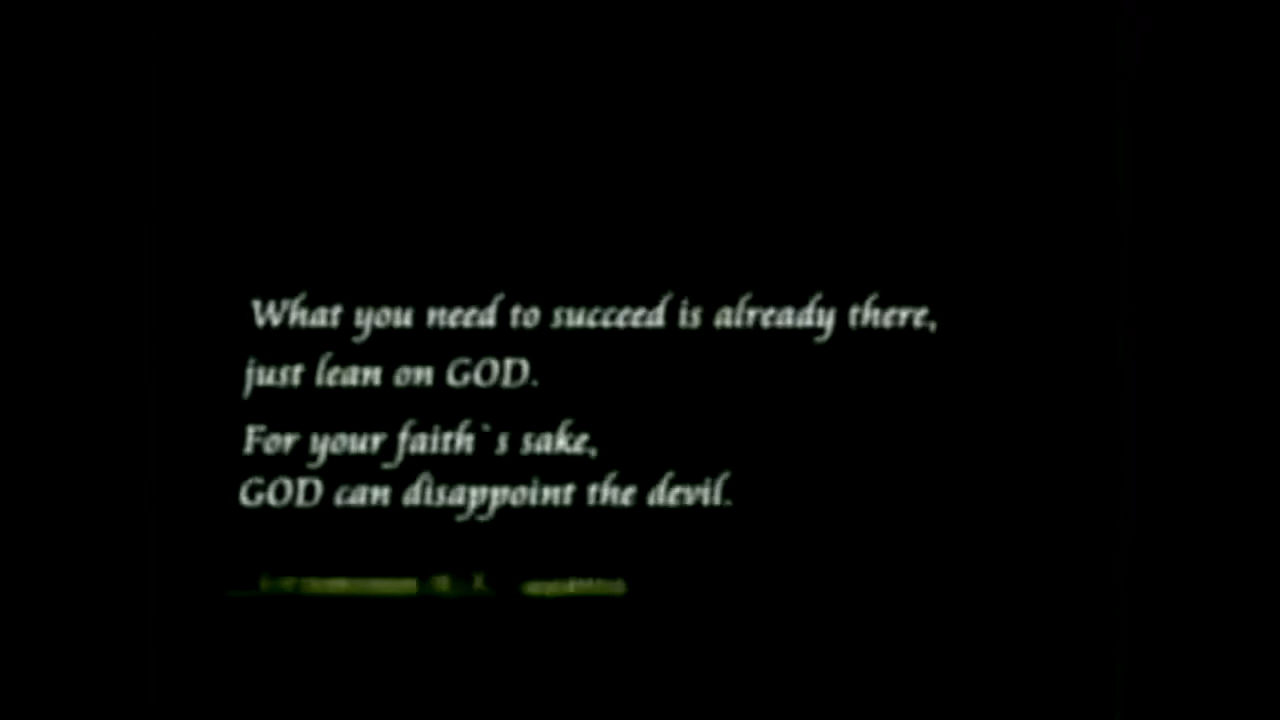 What you need to succeed is already there,
just lean on GOD.
For your faith`s sake,
GOD can disappoint the devil.